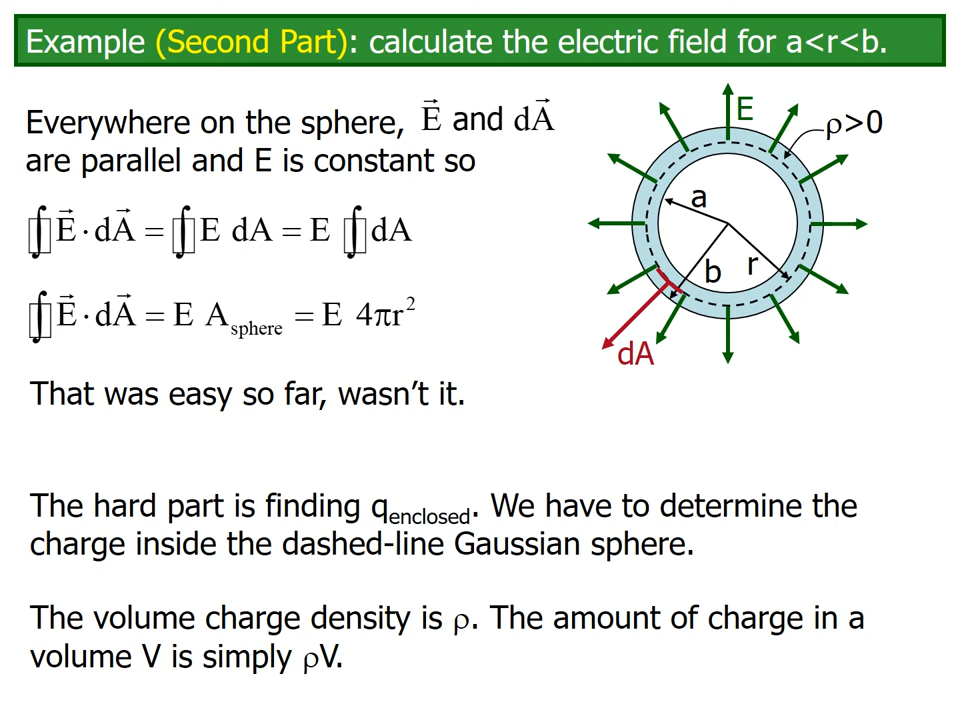 Example (Second Part): calculate the electric field for a<r<b.
Everywhere on the sphere, E⃗ and dA⃗
are parallel and E is constant so
∯ E⃗ · dA⃗ = ∯ E dA = E ∯ dA
∯ E⃗ · dA⃗ = E A_sphere = E 4πr²
E
ρ>0
a
b
r
dA
That was easy so far, wasn’t it.
The hard part is finding q_enclosed. We have to determine the
charge inside the dashed-line Gaussian sphere.
The volume charge density is ρ. The amount of charge in a
volume V is simply ρV.